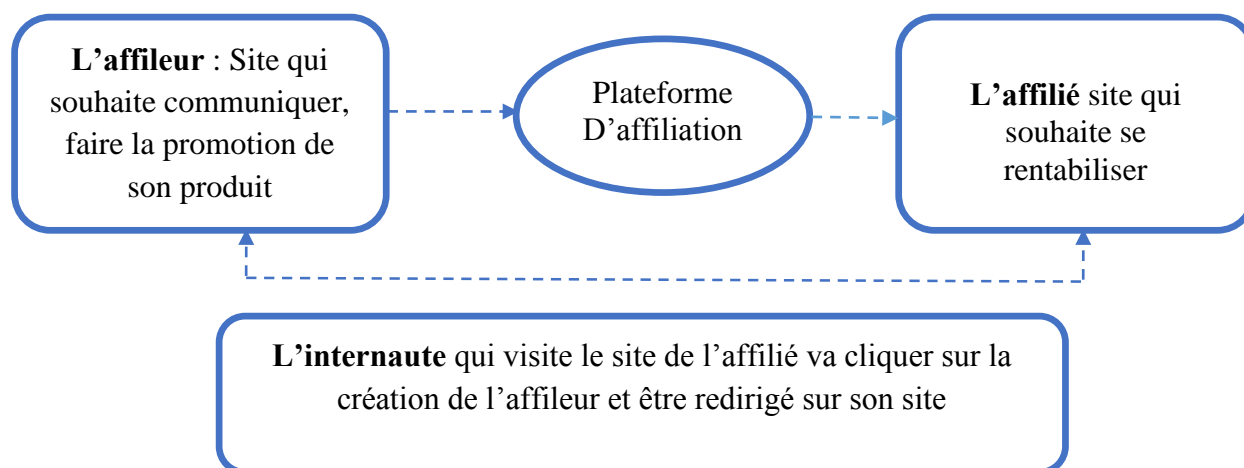 L’affileur : Site qui
souhaite communiquer,
faire la promotion de
son produit
Plateforme
D’affiliation
L’affilié site qui
souhaite se
rentabiliser
L’internaute qui visite le site de l’affilié va cliquer sur la
création de l’affileur et être redirigé sur son site